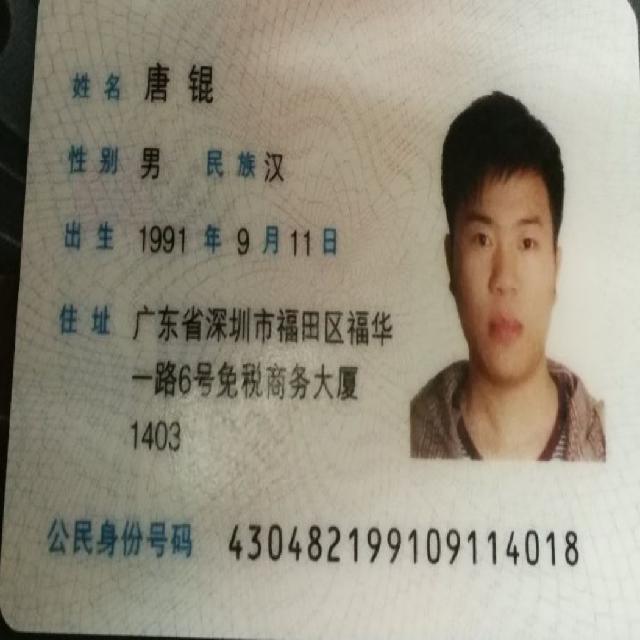 姓名 唐锟
性别 男 民族 汉
出生 1991 年 9 月 11 日
住址 广东省深圳市福田区福华
一路6号免税商务大厦
1403
公民身份号码 430482199109114018